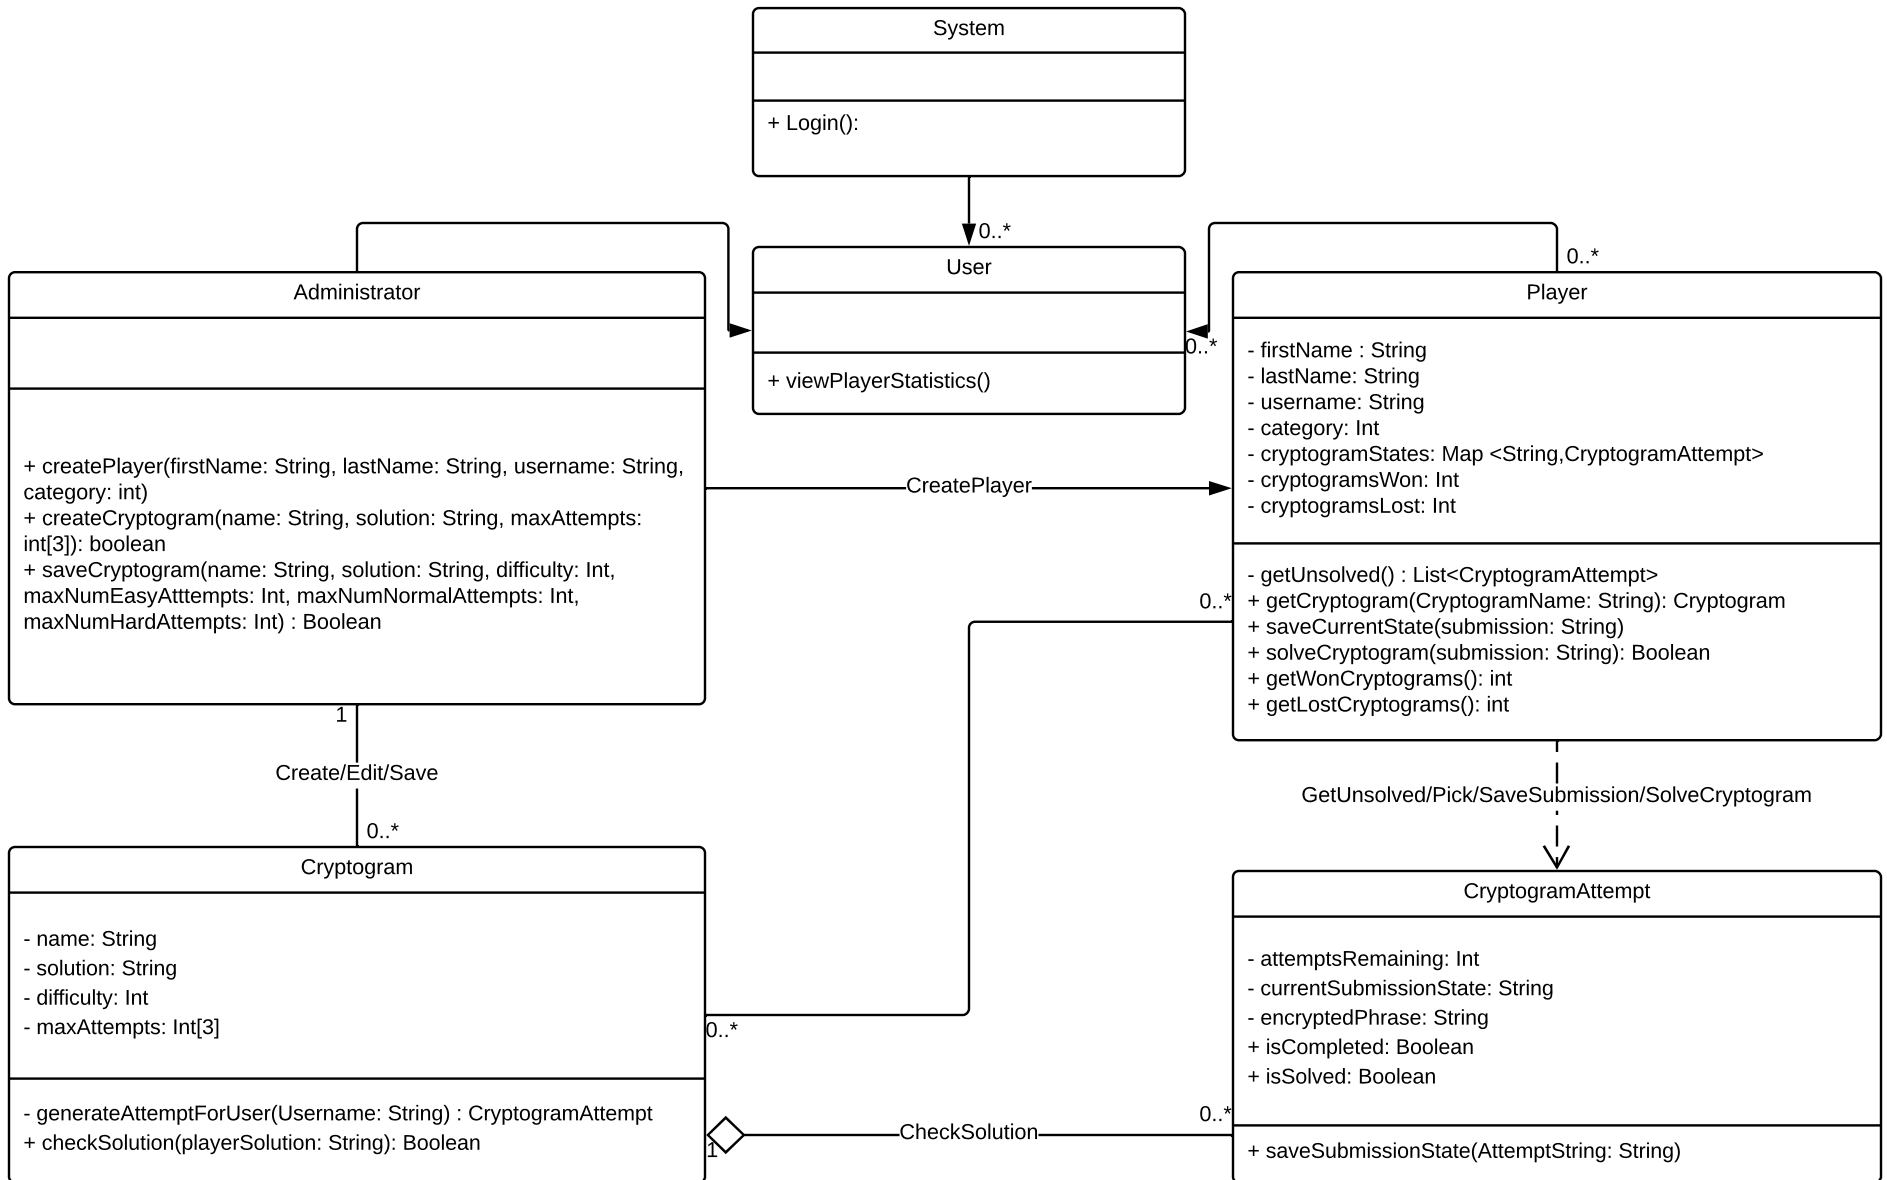 System
+ Login():
0..*
User
+ viewPlayerStatistics()
0..*
0..*
Administrator
+ createPlayer(firstName: String, lastName: String, username: String,
category: int)
+ createCryptogram(name: String, solution: String, maxAttempts:
int[3]): boolean
+ saveCryptogram(name: String, solution: String, difficulty: Int,
maxNumEasyAtttempts: Int, maxNumNormalAttempts: Int,
maxNumHardAttempts: Int) : Boolean
CreatePlayer
Player
- firstName : String
- lastName: String
- username: String
- category: Int
- cryptogramStates: Map <String,CryptogramAttempt>
- cryptogramsWon: Int
- cryptogramsLost: Int
- getUnsolved() : List<CryptogramAttempt>
+ getCryptogram(CryptogramName: String): Cryptogram
+ saveCurrentState(submission: String)
+ solveCryptogram(submission: String): Boolean
+ getWonCryptograms(): int
+ getLostCryptograms(): int
0..*
1
Create/Edit/Save
0..*
GetUnsolved/Pick/SaveSubmission/SolveCryptogram
Cryptogram
- name: String
- solution: String
- difficulty: Int
- maxAttempts: Int[3]
- generateAttemptForUser(Username: String) : CryptogramAttempt
+ checkSolution(playerSolution: String): Boolean
0..*
1
CheckSolution
0..*
CryptogramAttempt
- attemptsRemaining: Int
- currentSubmissionState: String
- encryptedPhrase: String
+ isCompleted: Boolean
+ isSolved: Boolean
+ saveSubmissionState(AttemptString: String)